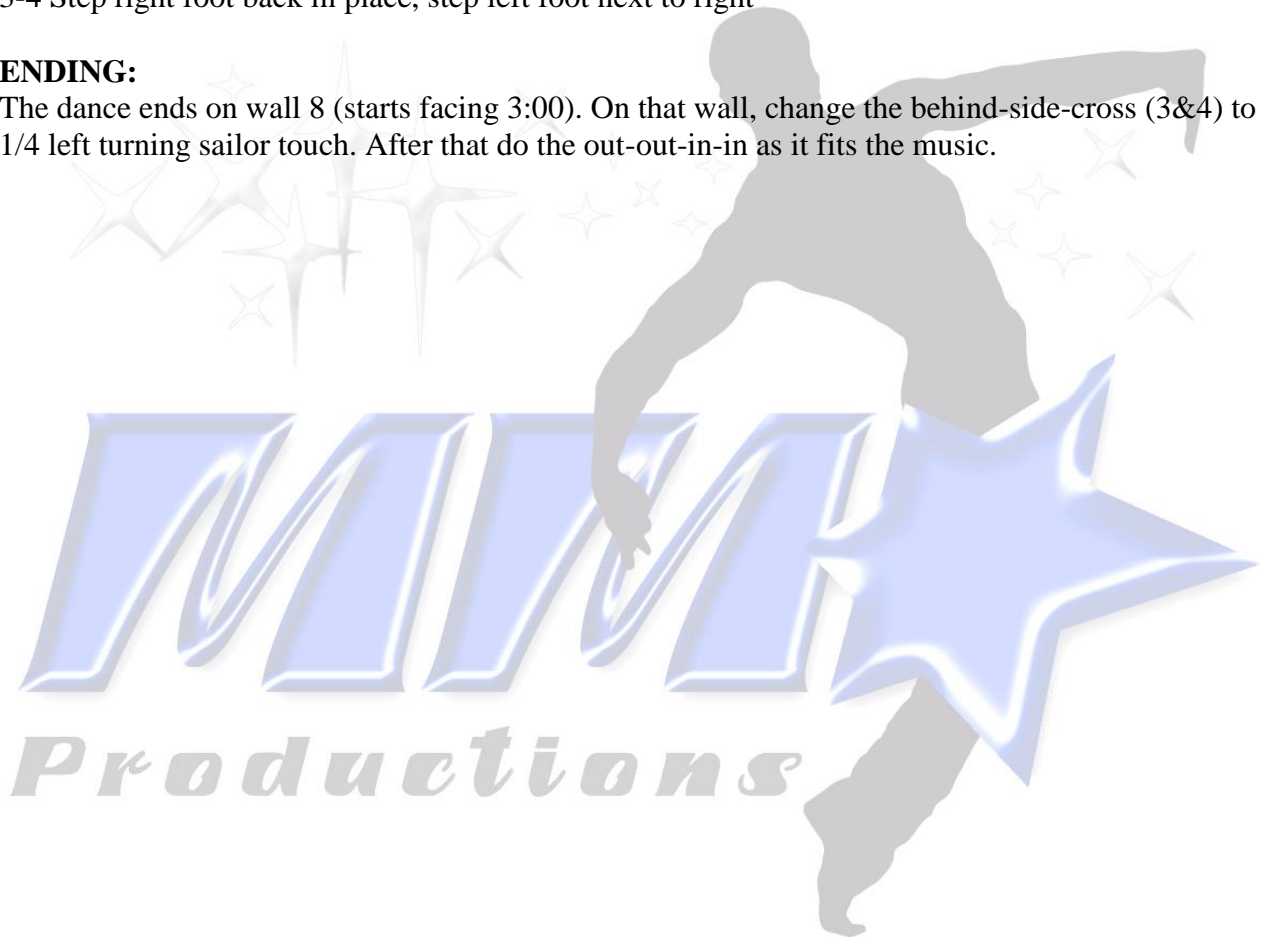 3-4 Step right foot back in place, step left foot next to right
ENDING:
The dance ends on wall 8 (starts facing 3:00). On that wall, change the behind-side-cross (3&4) to
1/4 left turning sailor touch. After that do the out-out-in-in as it fits the music.
MM
Productions